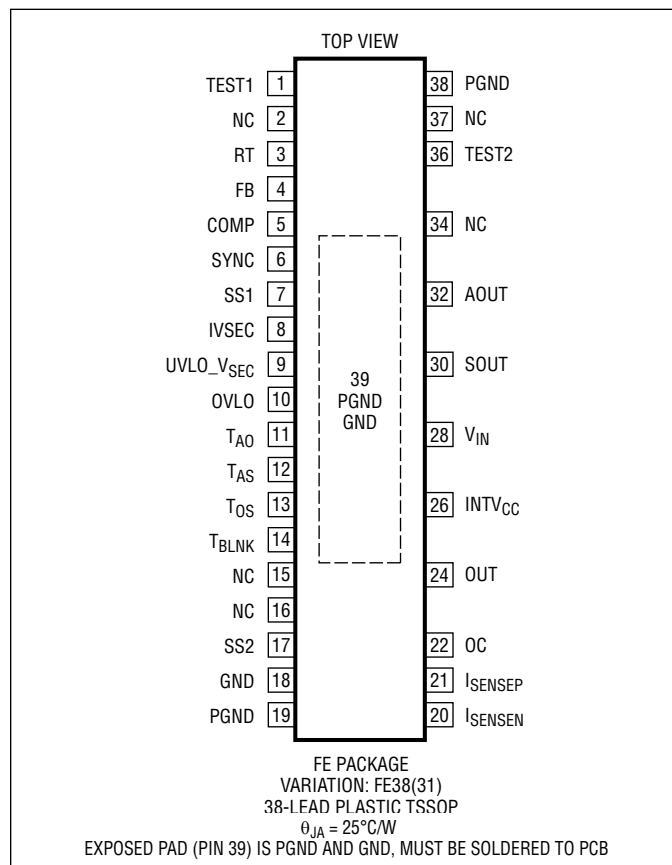 TOP VIEW
TEST1 1
NC 2
RT 3
FB 4
COMP 5
SYNC 6
SS1 7
IVSEC 8
UVLO_VSEC 9
OVLO 10
TAO 11
TAS 12
TOS 13
TBLNK 14
NC 15
NC 16
SS2 17
GND 18
PGND 19
39
PGND
GND
38 PGND
37 NC
36 TEST2
34 NC
32 AOUT
30 SOUT
28 VIN
26 INTVCC
24 OUT
22 OC
21 ISENSEP
20 ISENSEN
FE PACKAGE
VARIATION: FE38(31)
38-LEAD PLASTIC TSSOP
θJA = 25°C/W
EXPOSED PAD (PIN 39) IS PGND AND GND, MUST BE SOLDERED TO PCB